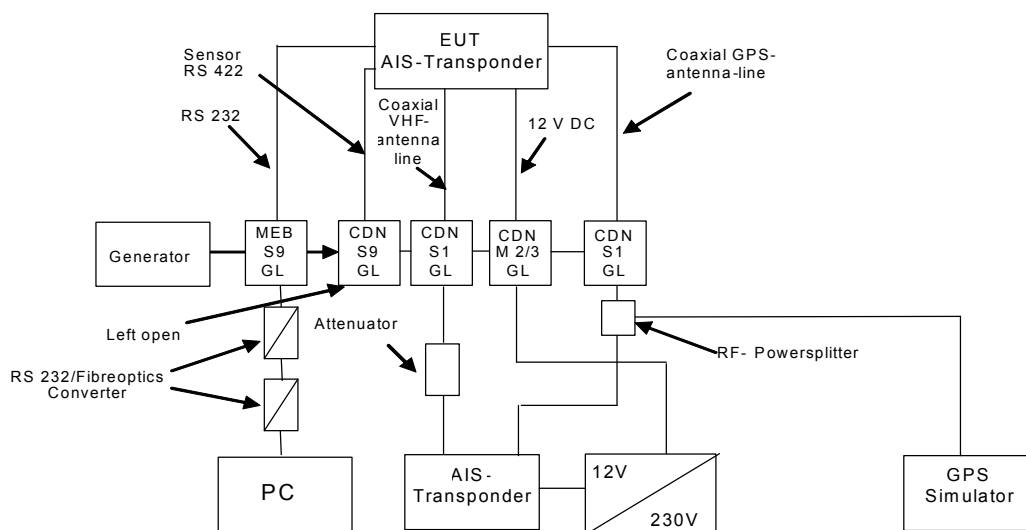 EUT
AIS-Transponder
Sensor
RS 422
Coaxial GPS-
antenna-line
Coaxial
VHF-
antenna
line
RS 232
12 V DC
Generator
MEB
S9
GL
CDN
S9
GL
CDN
S1
GL
CDN
M 2/3
GL
CDN
S1
GL
Left open
Attenuator
RF- Powersplitter
RS 232/Fibreoptics
Converter
PC
AIS-
Transponder
12V
230V
GPS
Simulator